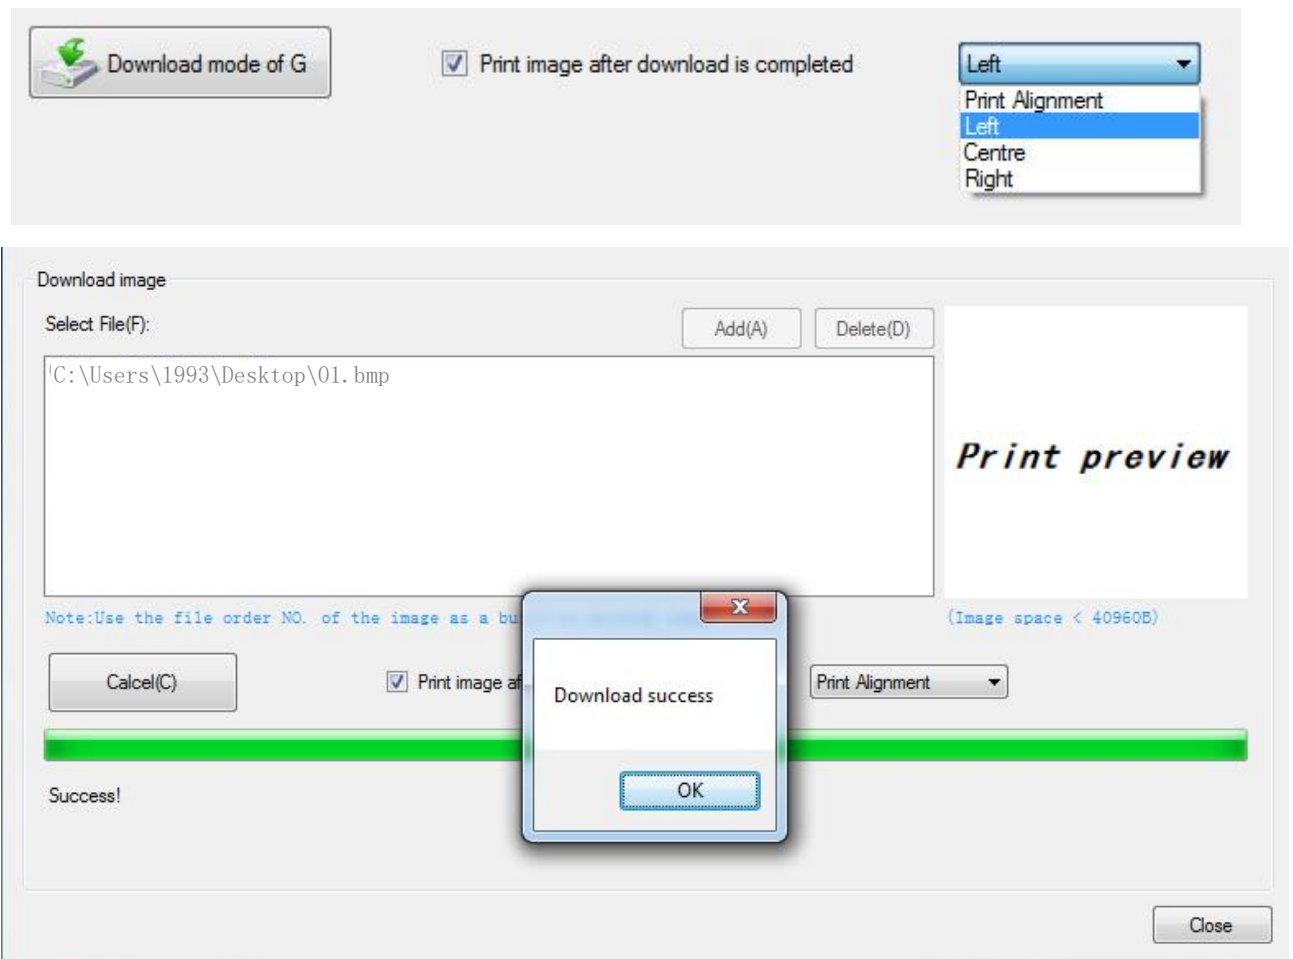 Download mode of G
Print image after download is completed
Left
Print Alignment
Left
Centre
Right
Download image
Select File(F):
Add(A)
Delete(D)
C:\Users\1993\Desktop\01.bmp
Print preview
Note:Use the file order NO. of the image as a bu
(Image space < 40960B)
Calcel(C)
Print image af
Print Alignment
Download success
OK
Success!
Close